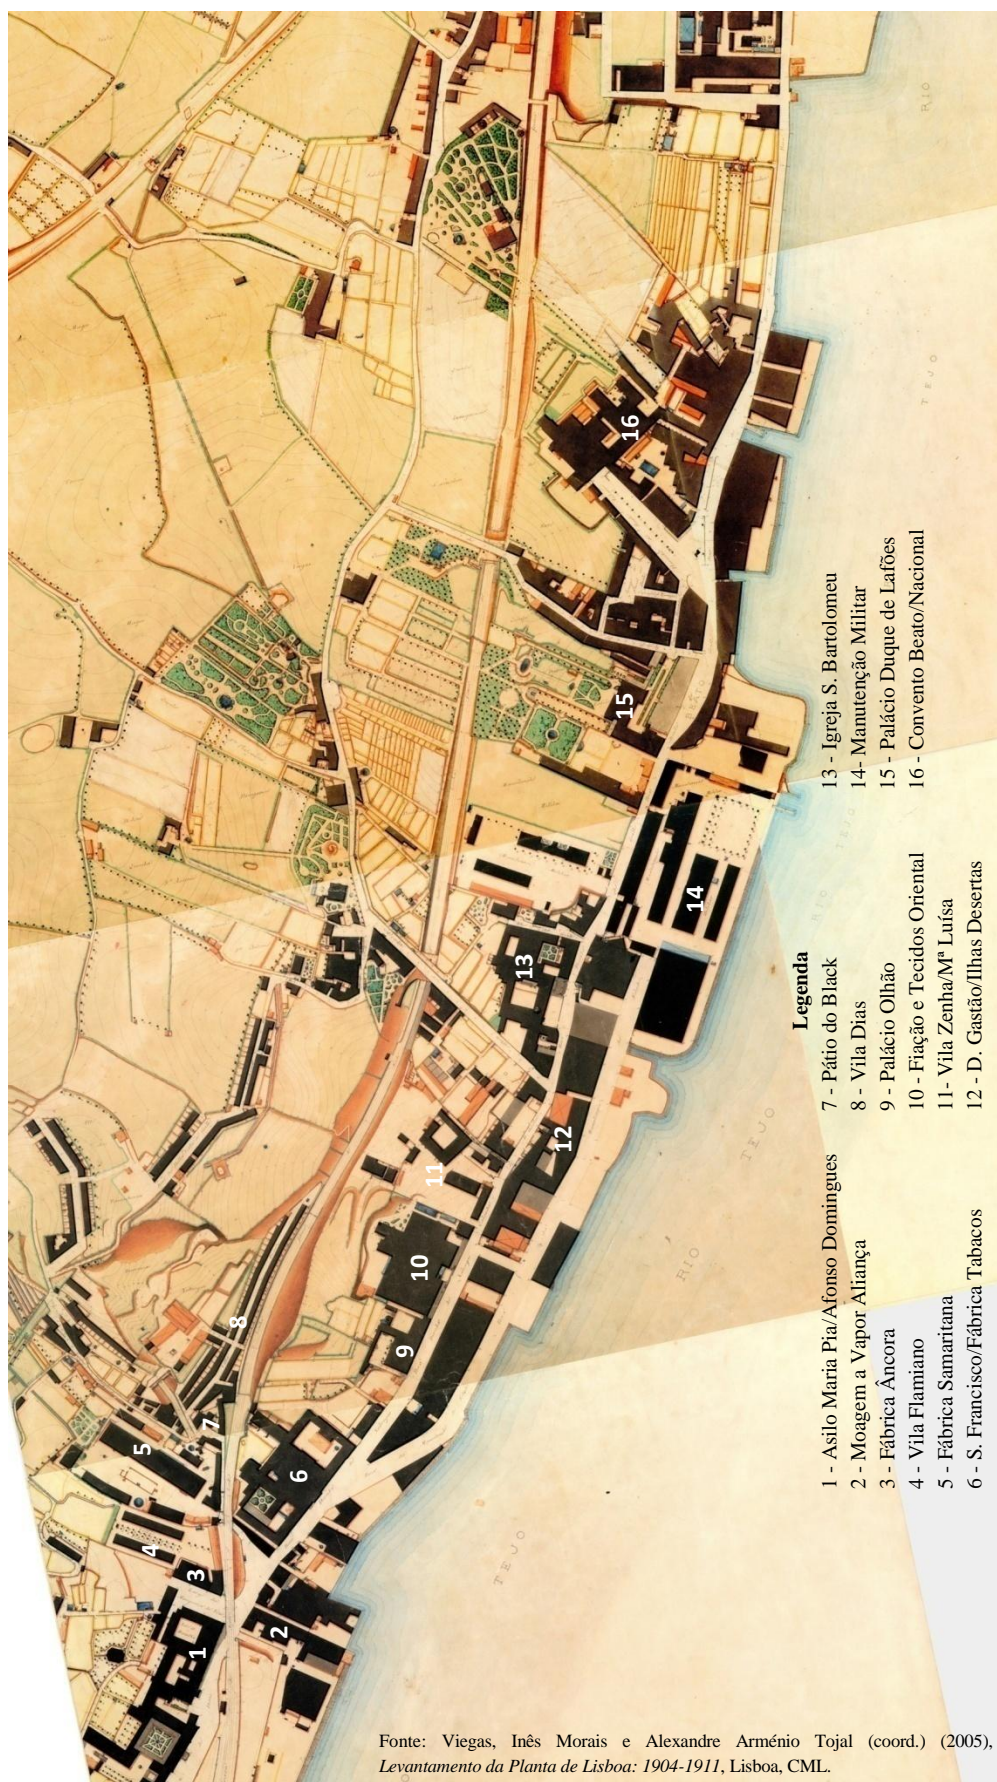 Legenda
1 - Asilo Maria Pia/Afonso Domingues
2 - Moagem a Vapor Aliança
3 - Fábrica Âncora
4 - Vila Flamiano
5 - Fábrica Samaritana
6 - S. Francisco/Fábrica Tabacos
7 - Pátio do Black
8 - Vila Dias
9 - Palácio Olhão
10 - Fiação e Tecidos Oriental
11- Vila Zenha/Mª Luísa
12 - D. Gastão/Ilhas Desertas
13 - Igreja S. Bartolomeu
14- Manutenção Militar
15 - Palácio Duque de Lafões
16 - Convento Beato/Nacional
1
2
3
4
5
6
7
8
9
10
11
12
13
14
15
16
TEJO
RIO
TEJO
RIO
TEJO
TEJO
RIO
Fonte: Viegas, Inês Morais e Alexandre Arménio Tojal (coord.) (2005),
Levantamento da Planta de Lisboa: 1904-1911, Lisboa, CML.